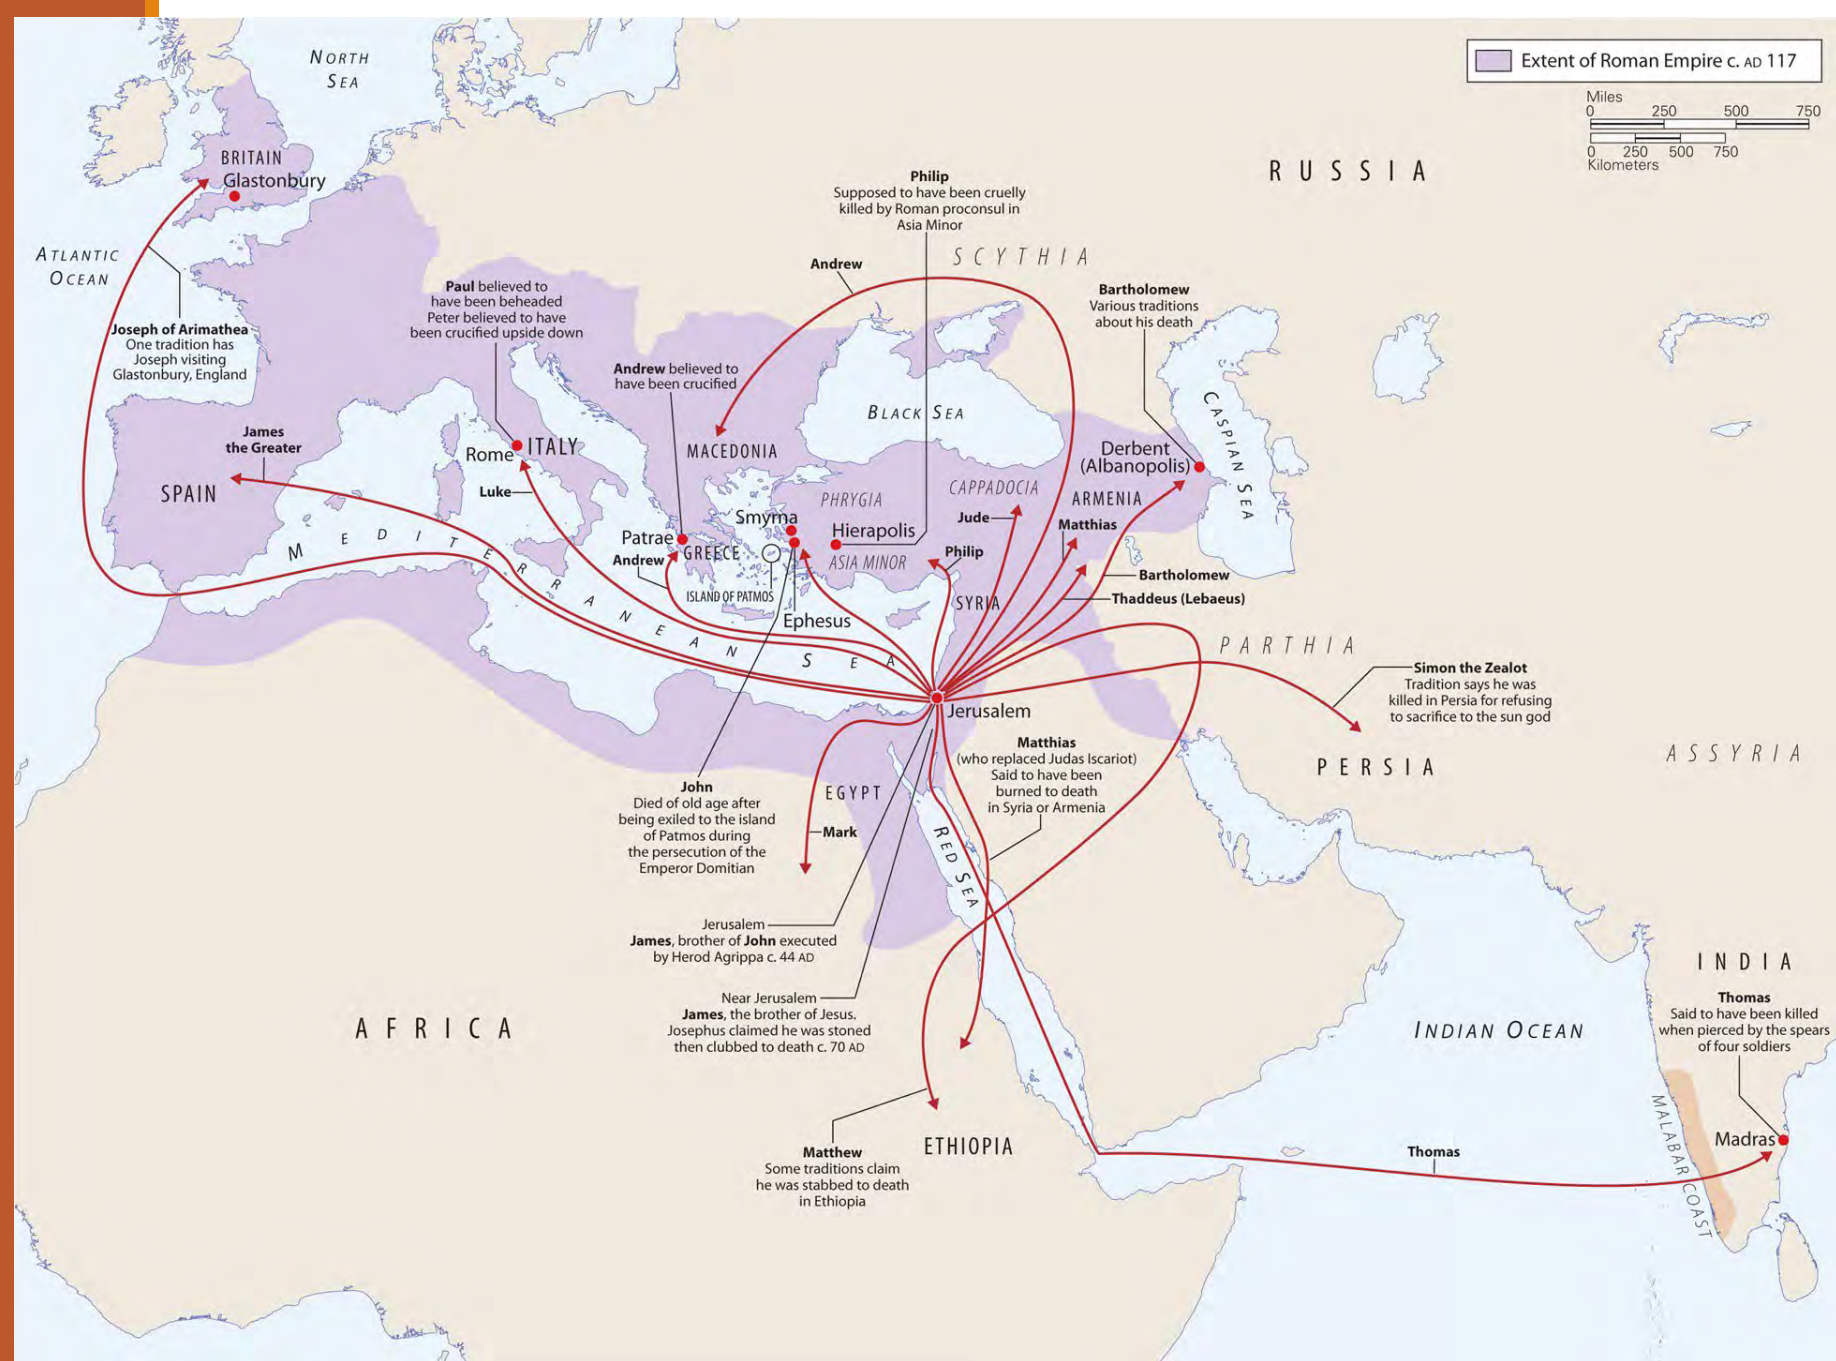 Extent of Roman Empire c. AD 117
Miles
0 250 500 750
0 250 500 750
Kilometers
NORTH
SEA
BRITAIN
Glastonbury
ATLANTIC
OCEAN
Joseph of Arimathea
One tradition has
Joseph visiting
Glastonbury, England
Paul believed to
have been beheaded
Peter believed to have
been crucified upside down
Philip
Supposed to have been cruelly
killed by Roman proconsul in
Asia Minor
RUSSIA
SCYTHIA
Andrew
Bartholomew
Various traditions
about his death
Andrew believed to
have been crucified
BLACK SEA
CASPIAN SEA
James
the Greater
SPAIN
Rome
ITALY
Luke
MACEDONIA
Derbent
(Albanopolis)
PHRYGIA
CAPPADOCIA
ARMENIA
Jude
Matthias
Smyrna
Hierapolis
Patrae
GREECE
Andrew
ASIA MINOR
Philip
ISLAND OF PATMOS
Ephesus
SYRIA
Bartholomew
Thaddeus (Lebaeus)
MEDITERRANEAN SEA
PARTHIA
Simon the Zealot
Tradition says he was
killed in Persia for refusing
to sacrifice to the sun god
Jerusalem
PERSIA
ASSYRIA
Matthias
(who replaced Judas Iscariot)
Said to have been
burned to death
in Syria or Armenia
EGYPT
Mark
RED SEA
John
Died of old age after
being exiled to the island
of Patmos during
the persecution of the
Emperor Domitian
Jerusalem
James, brother of John executed
by Herod Agrippa c. 44 AD
Near Jerusalem
James, the brother of Jesus.
Josephus claimed he was stoned
then clubbed to death c. 70 AD
AFRICA
INDIA
Thomas
Said to have been killed
when pierced by the spears
of four soldiers
INDIAN OCEAN
MALABAR COAST
Madras
Thomas
ETHIOPIA
Matthew
Some traditions claim
he was stabbed to death
in Ethiopia